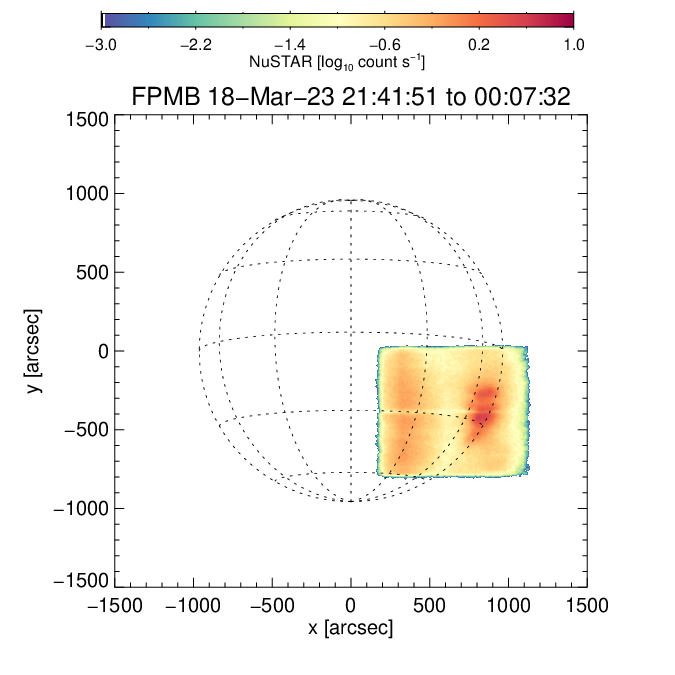 −3.0 −2.2 −1.4 −0.6 0.2 1.0
NuSTAR [log₁₀ count s⁻¹]
FPMB 18−Mar−23 21:41:51 to 00:07:32
1500
1000
500
0
−500
−1000
−1500
y [arcsec]
−1500 −1000 −500 0 500 1000 1500
x [arcsec]